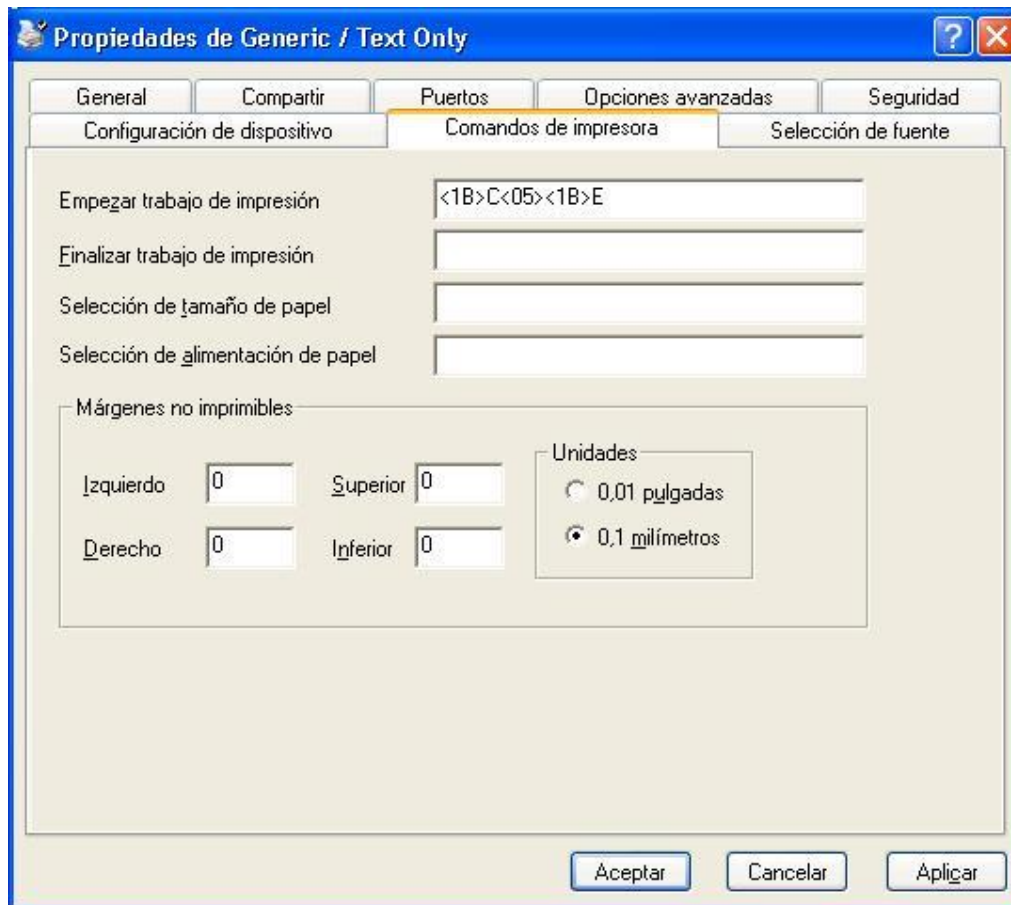 Propiedades de Generic / Text Only
General Compartir Puertos Opciones avanzadas Seguridad
Configuración de dispositivo Comandos de impresora Selección de fuente
Empezar trabajo de impresión <1B>C<05><1B>E
Finalizar trabajo de impresión
Selección de tamaño de papel
Selección de alimentación de papel
Márgenes no imprimibles
Izquierdo 0 Superior 0
Derecho 0 Inferior 0
Unidades
0,01 pulgadas
0,1 milímetros
Aceptar Cancelar Aplicar